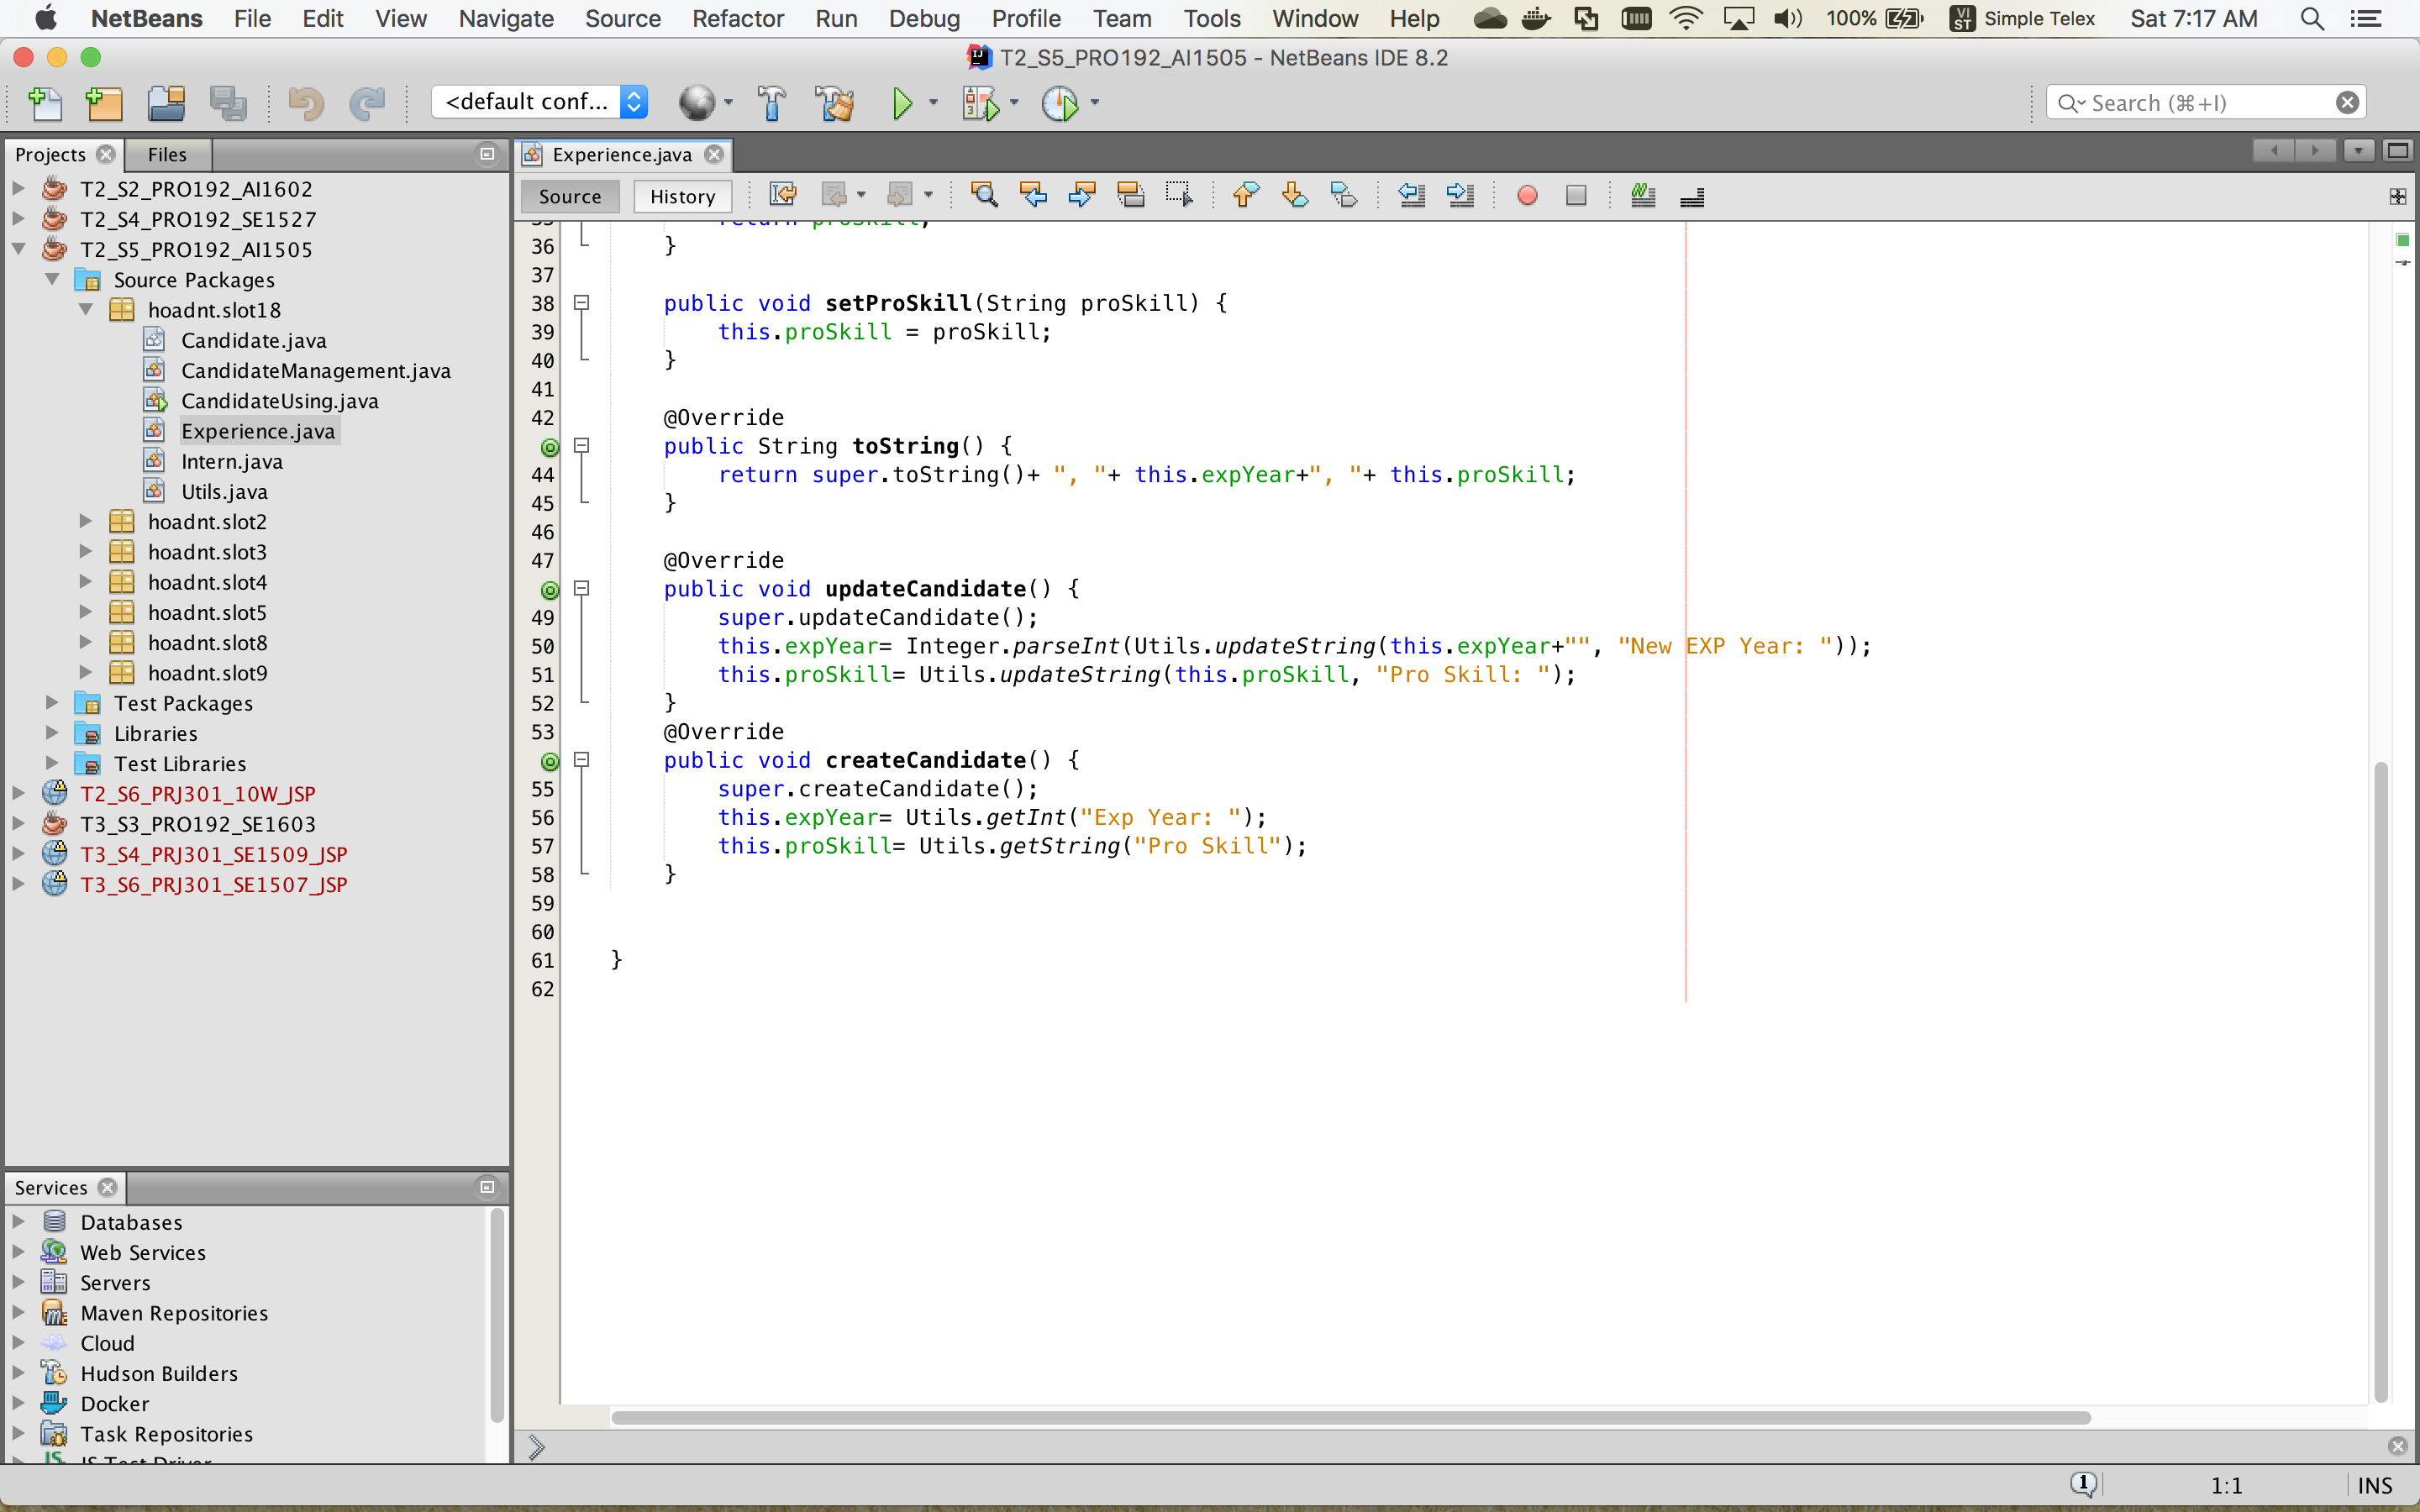 NetBeans File Edit View Navigate Source Refactor Run Debug Profile Team Tools Window Help 100% VI ST Simple Telex Sat 7:17 AM
T2_S5_PRO192_AI1505 - NetBeans IDE 8.2
<default conf... Search (⌘+I)
Projects Files
T2_S2_PRO192_AI1602
T2_S4_PRO192_SE1527
T2_S5_PRO192_AI1505
Source Packages
hoadnt.slot18
Candidate.java
CandidateManagement.java
CandidateUsing.java
Experience.java
Intern.java
Utils.java
hoadnt.slot2
hoadnt.slot3
hoadnt.slot4
hoadnt.slot5
hoadnt.slot8
hoadnt.slot9
Test Packages
Libraries
Test Libraries
T2_S6_PRJ301_10W_JSP
T3_S3_PRO192_SE1603
T3_S4_PRJ301_SE1509_JSP
T3_S6_PRJ301_SE1507_JSP
Services
Databases
Web Services
Servers
Maven Repositories
Cloud
Hudson Builders
Docker
Task Repositories
JS Test Driver
Experience.java
Source History
35 return proSkill;
36 }
37
38 public void setProSkill(String proSkill) {
39 this.proSkill = proSkill;
40 }
41
42 @Override
public String toString() {
44 return super.toString()+ ", "+ this.expYear+", "+ this.proSkill;
45 }
46
47 @Override
public void updateCandidate() {
49 super.updateCandidate();
50 this.expYear= Integer.parseInt(Utils.updateString(this.expYear+"", "New EXP Year: "));
51 this.proSkill= Utils.updateString(this.proSkill, "Pro Skill: ");
52 }
53 @Override
public void createCandidate() {
55 super.createCandidate();
56 this.expYear= Utils.getInt("Exp Year: ");
57 this.proSkill= Utils.getString("Pro Skill");
58 }
59
60
61 }
62
1 1:1 INS